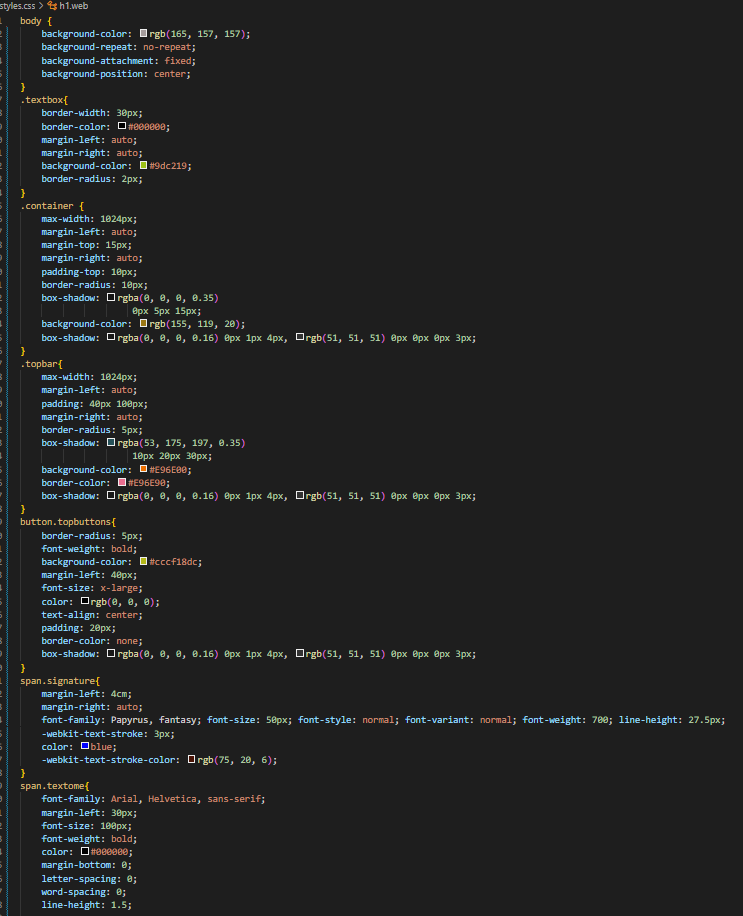 styles.css > h1.web
body {
background-color: rgb(165, 157, 157);
background-repeat: no-repeat;
background-attachment: fixed;
background-position: center;
}
.textbox{
border-width: 30px;
border-color: #000000;
margin-left: auto;
margin-right: auto;
background-color: #9dc219;
border-radius: 2px;
}
.container {
max-width: 1024px;
margin-left: auto;
margin-top: 15px;
margin-right: auto;
padding-top: 10px;
border-radius: 10px;
box-shadow: rgba(0, 0, 0, 0.35)
0px 5px 15px;
background-color: rgb(155, 119, 20);
box-shadow: rgba(0, 0, 0, 0.16) 0px 1px 4px, rgb(51, 51, 51) 0px 0px 0px 3px;
}
.topbar{
max-width: 1024px;
margin-left: auto;
padding: 40px 100px;
margin-right: auto;
border-radius: 5px;
box-shadow: rgba(53, 175, 197, 0.35)
10px 20px 30px;
background-color: #E96E00;
border-color: #E96E90;
box-shadow: rgba(0, 0, 0, 0.16) 0px 1px 4px, rgb(51, 51, 51) 0px 0px 0px 3px;
}
button.topbuttons{
border-radius: 5px;
font-weight: bold;
background-color: #cccf18dc;
margin-left: 40px;
font-size: x-large;
color: rgb(0, 0, 0);
text-align: center;
padding: 20px;
border-color: none;
box-shadow: rgba(0, 0, 0, 0.16) 0px 1px 4px, rgb(51, 51, 51) 0px 0px 0px 3px;
}
span.signature{
margin-left: 4cm;
margin-right: auto;
font-family: Papyrus, fantasy; font-size: 50px; font-style: normal; font-variant: normal; font-weight: 700; line-height: 27.5px;
-webkit-text-stroke: 3px;
color: blue;
-webkit-text-stroke-color: rgb(75, 20, 6);
}
span.textome{
font-family: Arial, Helvetica, sans-serif;
margin-left: 30px;
font-size: 100px;
font-weight: bold;
color: #000000;
margin-bottom: 0;
letter-spacing: 0;
word-spacing: 0;
line-height: 1.5;